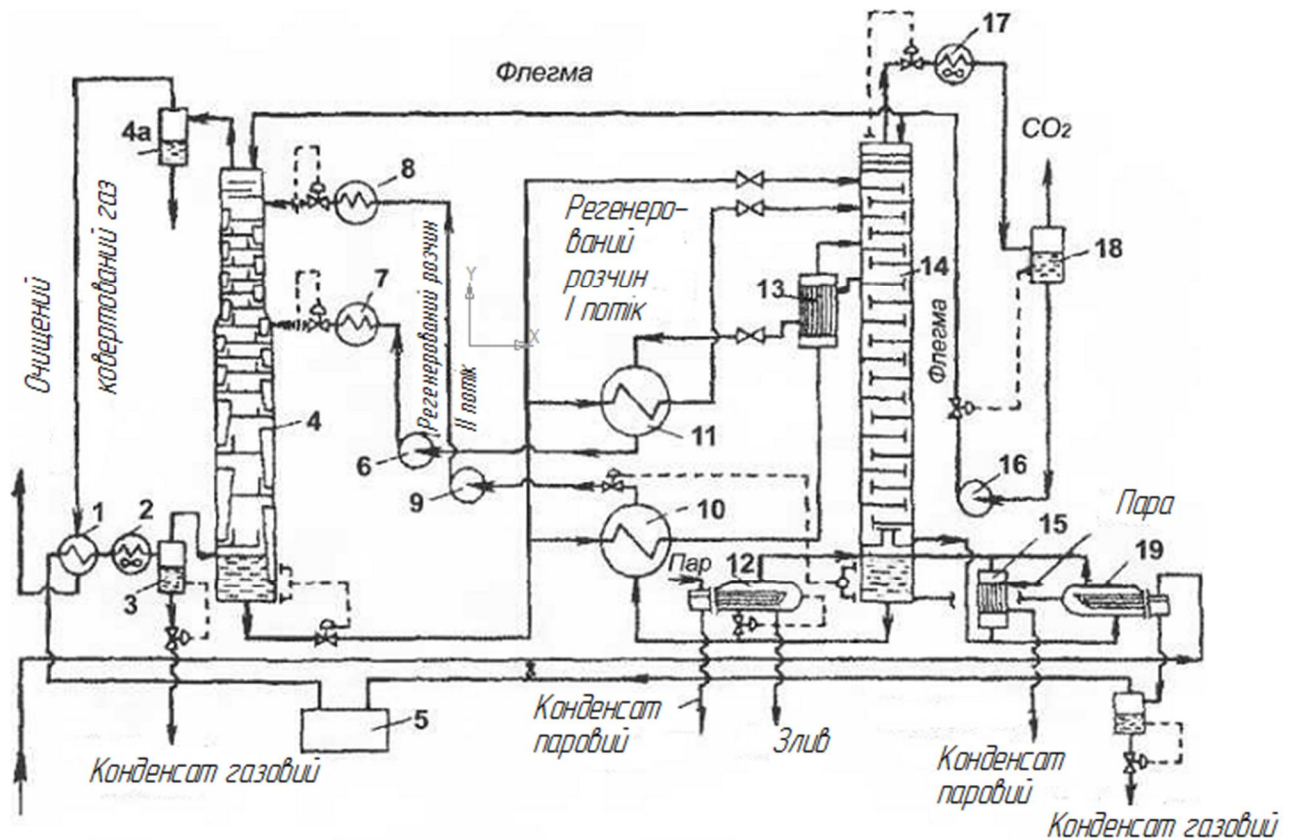 17
Флегма
4а
CO₂
8
Регенеро-
ваний
розчин
I потік
Очищений
ковертований газ
7
Y
X
13
14
18
Регенерований розчин
II потік
Флегма
4
11
6
9
16
1
2
10
15
Пара
3
Пар
12
19
5
Конденсат
паровий
Злив
Конденсат газовий
Конденсат
паровий
Конденсат газовий